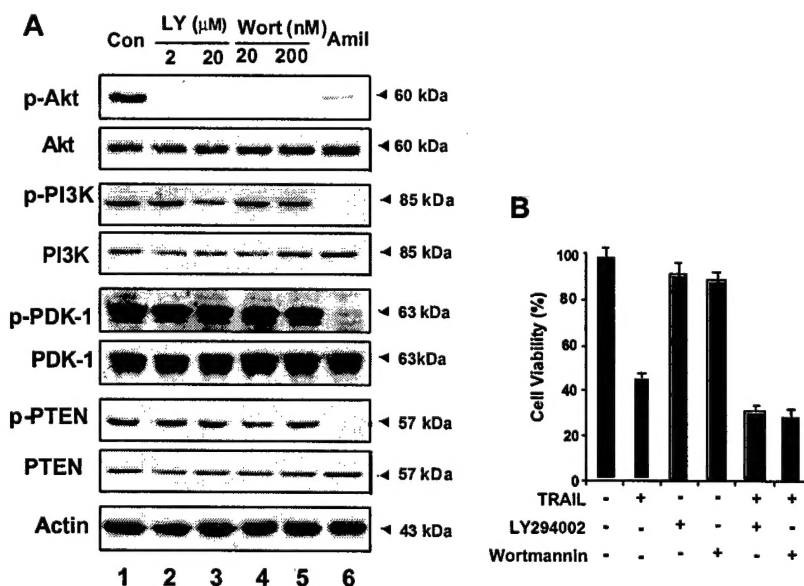 A
Con LY (μM) Wort (nM) Amil
2 20 20 200
p-Akt 60 kDa
Akt 60 kDa
p-PI3K 85 kDa
PI3K 85 kDa
p-PDK-1 63 kDa
PDK-1 63kDa
p-PTEN 57 kDa
PTEN 57 kDa
Actin 43 kDa
1 2 3 4 5 6
B
Cell Viability (%)
100
80
60
40
20
0
TRAIL - + - - + +
LY294002 - - + - + -
Wortmannin - - - + - +